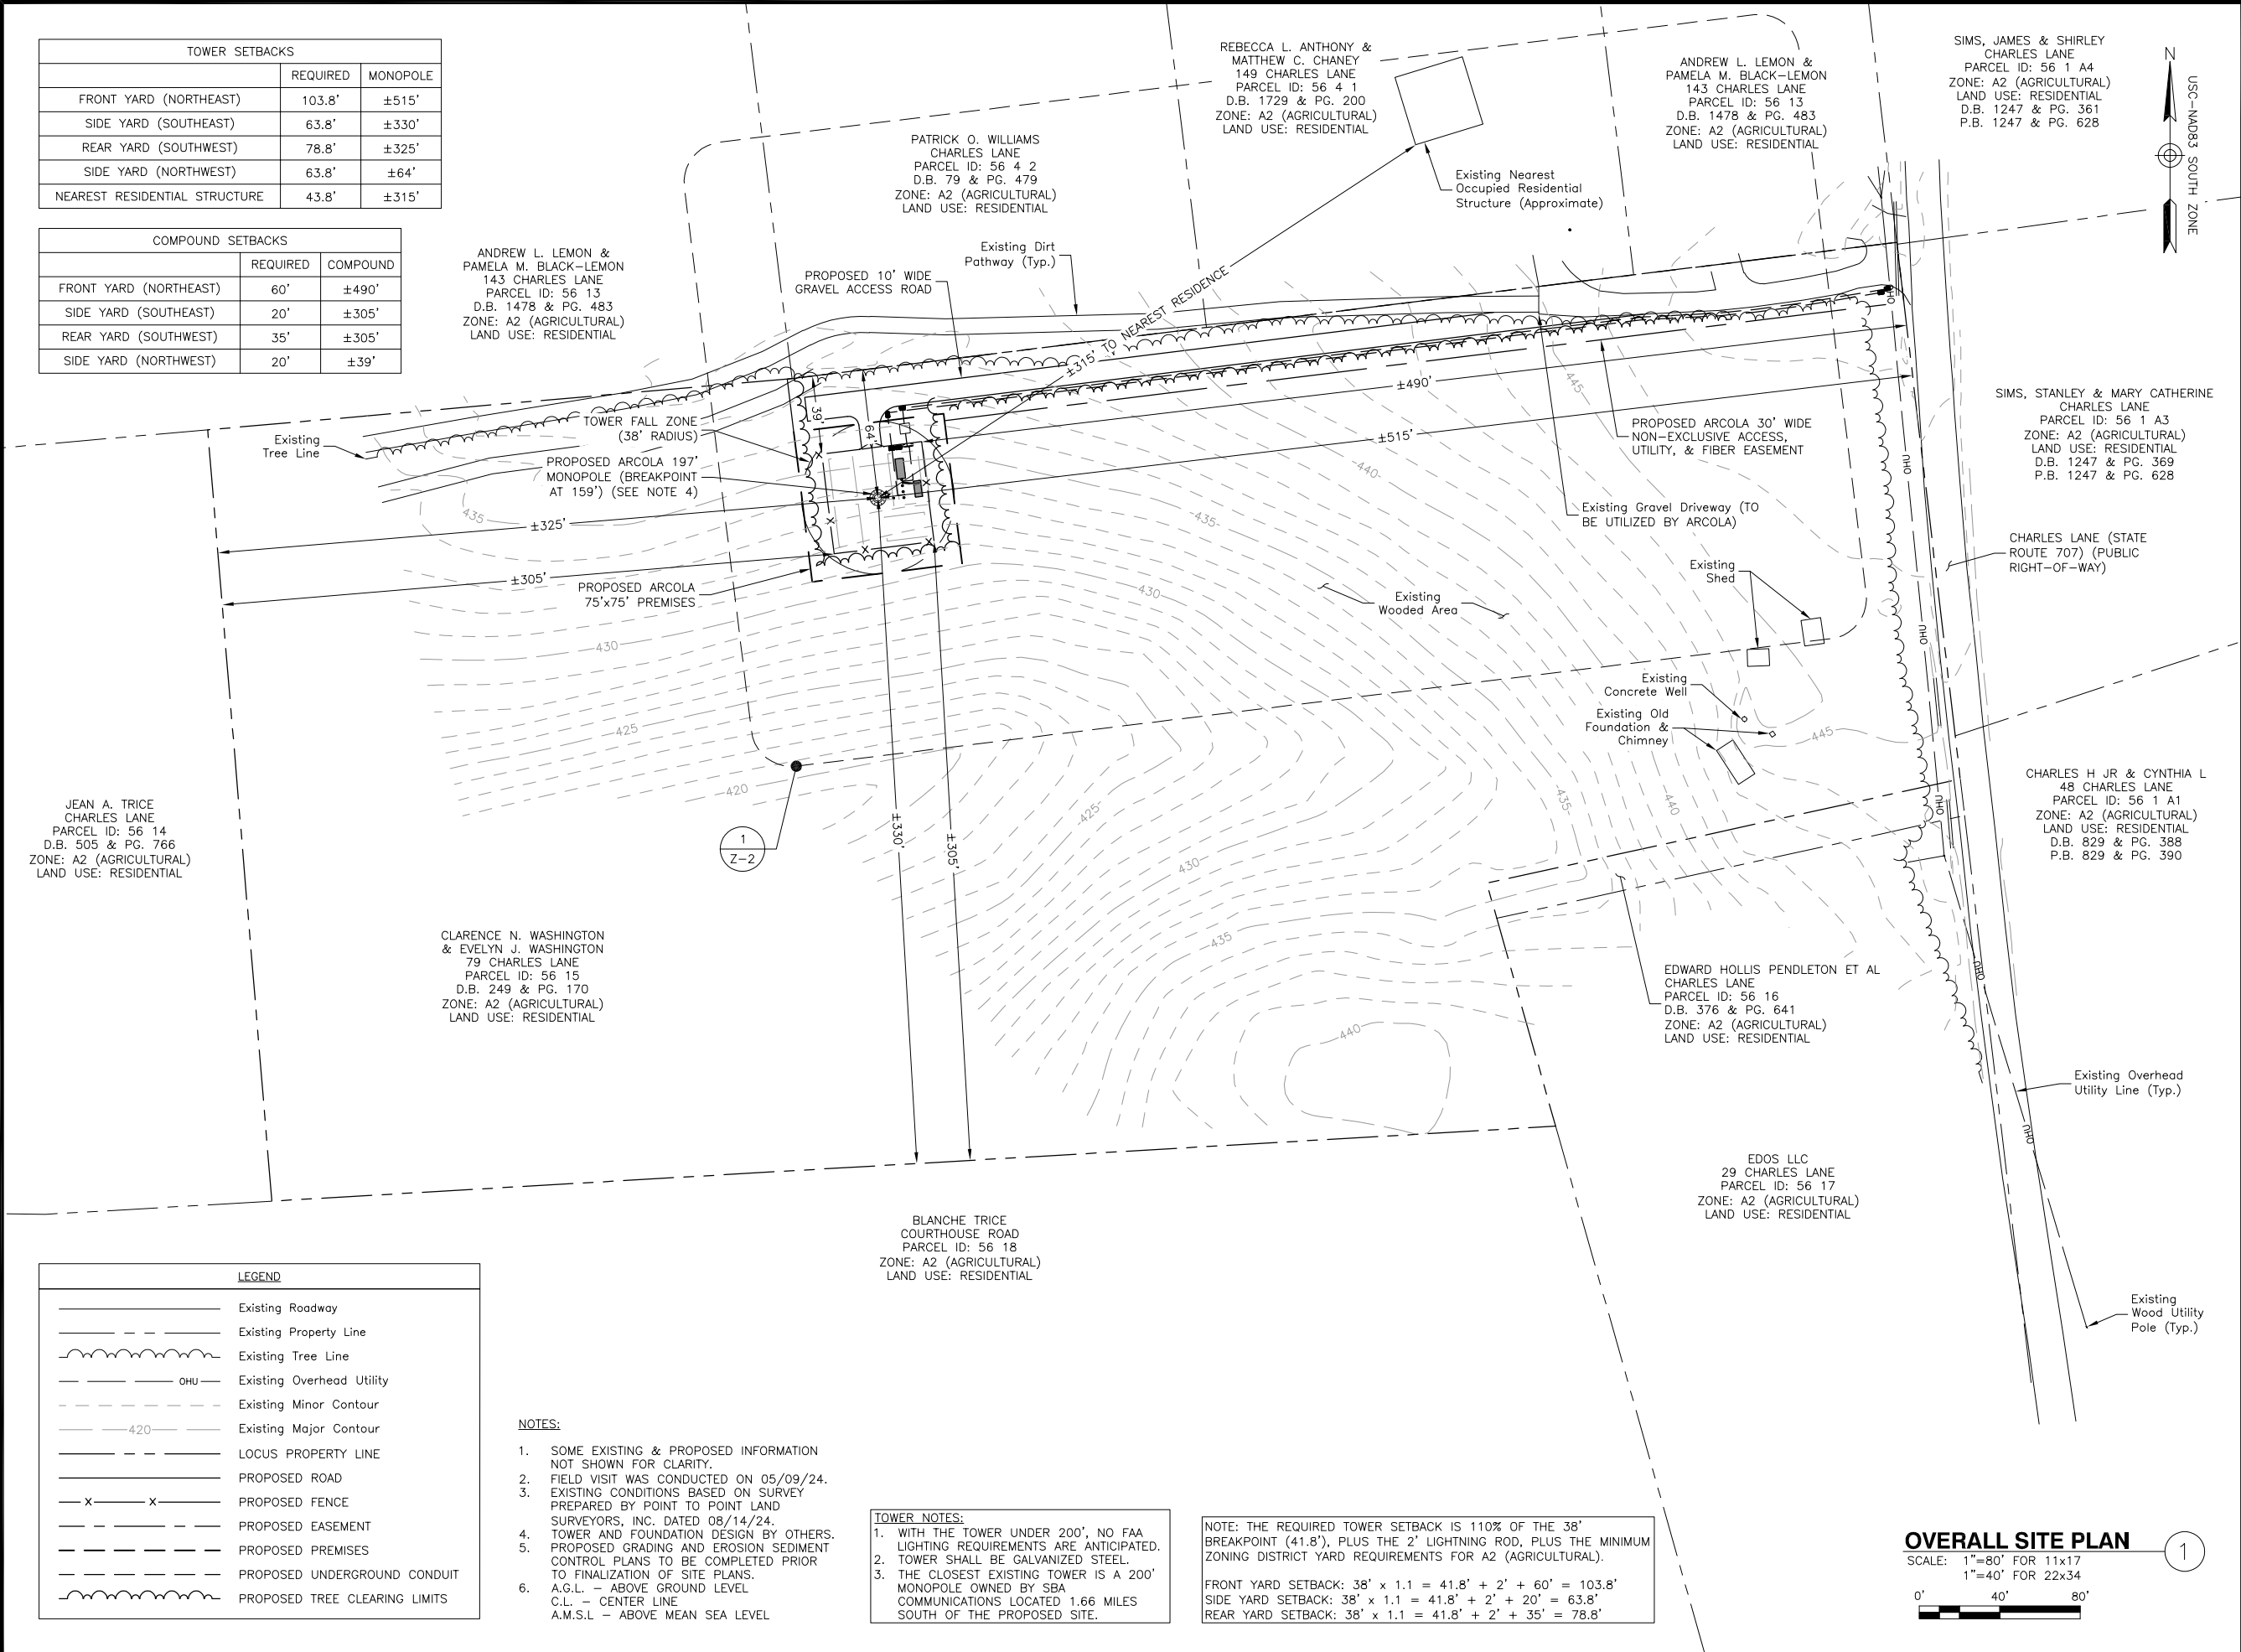 TOWER SETBACKS
REQUIRED MONOPOLE
FRONT YARD (NORTHEAST) 103.8' ±515'
SIDE YARD (SOUTHEAST) 63.8' ±330'
REAR YARD (SOUTHWEST) 78.8' ±325'
SIDE YARD (NORTHWEST) 63.8' ±64'
NEAREST RESIDENTIAL STRUCTURE 43.8' ±315'
COMPOUND SETBACKS
REQUIRED COMPOUND
FRONT YARD (NORTHEAST) 60' ±490'
SIDE YARD (SOUTHEAST) 20' ±305'
REAR YARD (SOUTHWEST) 35' ±305'
SIDE YARD (NORTHWEST) 20' ±39'
ANDREW L. LEMON &
PAMELA M. BLACK-LEMON
143 CHARLES LANE
PARCEL ID: 56 13
D.B. 1478 & PG. 483
ZONE: A2 (AGRICULTURAL)
LAND USE: RESIDENTIAL
PATRICK O. WILLIAMS
CHARLES LANE
PARCEL ID: 56 4 2
D.B. 79 & PG. 479
ZONE: A2 (AGRICULTURAL)
LAND USE: RESIDENTIAL
REBECCA L. ANTHONY &
MATTHEW C. CHANEY
149 CHARLES LANE
PARCEL ID: 56 4 1
D.B. 1729 & PG. 200
ZONE: A2 (AGRICULTURAL)
LAND USE: RESIDENTIAL
ANDREW L. LEMON &
PAMELA M. BLACK-LEMON
143 CHARLES LANE
PARCEL ID: 56 13
D.B. 1478 & PG. 483
ZONE: A2 (AGRICULTURAL)
LAND USE: RESIDENTIAL
SIMS, JAMES & SHIRLEY
CHARLES LANE
PARCEL ID: 56 1 A4
ZONE: A2 (AGRICULTURAL)
LAND USE: RESIDENTIAL
D.B. 1247 & PG. 361
P.B. 1247 & PG. 628
N
USC-NAD83 SOUTH ZONE
Existing Nearest
Occupied Residential
Structure (Approximate)
Existing Dirt
Pathway (Typ.)
PROPOSED 10' WIDE
GRAVEL ACCESS ROAD
±315' TO NEAREST RESIDENCE
OHU
445
±490'
±515'
SIMS, STANLEY & MARY CATHERINE
CHARLES LANE
PARCEL ID: 56 1 A3
ZONE: A2 (AGRICULTURAL)
LAND USE: RESIDENTIAL
D.B. 1247 & PG. 369
P.B. 1247 & PG. 628
PROPOSED ARCOLA 30' WIDE
NON-EXCLUSIVE ACCESS,
UTILITY, & FIBER EASEMENT
Existing
Tree Line
TOWER FALL ZONE
(38' RADIUS)
39'
64'
PROPOSED ARCOLA 197'
MONOPOLE (BREAKPOINT
AT 159') (SEE NOTE 4)
X
X
X
X
X
440
OHU
435
435
±325'
Existing Gravel Driveway (TO
BE UTILIZED BY ARCOLA)
CHARLES LANE (STATE
ROUTE 707) (PUBLIC
RIGHT-OF-WAY)
±305'
PROPOSED ARCOLA
75'x75' PREMISES
430
Existing
Wooded Area
Existing
Shed
OHU
430
Existing
Concrete Well
Existing Old
Foundation &
Chimney
445
425
420
425
435
440
OHU
±330'
±305'
1
Z-2
CHARLES H JR & CYNTHIA L
48 CHARLES LANE
PARCEL ID: 56 1 A1
ZONE: A2 (AGRICULTURAL)
LAND USE: RESIDENTIAL
D.B. 829 & PG. 388
P.B. 829 & PG. 390
JEAN A. TRICE
CHARLES LANE
PARCEL ID: 56 14
D.B. 505 & PG. 766
ZONE: A2 (AGRICULTURAL)
LAND USE: RESIDENTIAL
430
435
440
CLARENCE N. WASHINGTON
& EVELYN J. WASHINGTON
79 CHARLES LANE
PARCEL ID: 56 15
D.B. 249 & PG. 170
ZONE: A2 (AGRICULTURAL)
LAND USE: RESIDENTIAL
EDWARD HOLLIS PENDLETON ET AL
CHARLES LANE
PARCEL ID: 56 16
D.B. 376 & PG. 641
ZONE: A2 (AGRICULTURAL)
LAND USE: RESIDENTIAL
OHU
Existing Overhead
Utility Line (Typ.)
OHU
EDOS LLC
29 CHARLES LANE
PARCEL ID: 56 17
ZONE: A2 (AGRICULTURAL)
LAND USE: RESIDENTIAL
BLANCHE TRICE
COURTHOUSE ROAD
PARCEL ID: 56 18
ZONE: A2 (AGRICULTURAL)
LAND USE: RESIDENTIAL
Existing
Wood Utility
Pole (Typ.)
LEGEND
Existing Roadway
Existing Property Line
Existing Tree Line
OHU Existing Overhead Utility
Existing Minor Contour
420 Existing Major Contour
LOCUS PROPERTY LINE
PROPOSED ROAD
X X PROPOSED FENCE
PROPOSED EASEMENT
PROPOSED PREMISES
PROPOSED UNDERGROUND CONDUIT
PROPOSED TREE CLEARING LIMITS
NOTES:
1. SOME EXISTING & PROPOSED INFORMATION
NOT SHOWN FOR CLARITY.
2. FIELD VISIT WAS CONDUCTED ON 05/09/24.
3. EXISTING CONDITIONS BASED ON SURVEY
PREPARED BY POINT TO POINT LAND
SURVEYORS, INC. DATED 08/14/24.
4. TOWER AND FOUNDATION DESIGN BY OTHERS.
5. PROPOSED GRADING AND EROSION SEDIMENT
CONTROL PLANS TO BE COMPLETED PRIOR
TO FINALIZATION OF SITE PLANS.
6. A.G.L. - ABOVE GROUND LEVEL
C.L. - CENTER LINE
A.M.S.L - ABOVE MEAN SEA LEVEL
TOWER NOTES:
1. WITH THE TOWER UNDER 200', NO FAA
LIGHTING REQUIREMENTS ARE ANTICIPATED.
2. TOWER SHALL BE GALVANIZED STEEL.
3. THE CLOSEST EXISTING TOWER IS A 200'
MONOPOLE OWNED BY SBA
COMMUNICATIONS LOCATED 1.66 MILES
SOUTH OF THE PROPOSED SITE.
NOTE: THE REQUIRED TOWER SETBACK IS 110% OF THE 38'
BREAKPOINT (41.8'), PLUS THE 2' LIGHTNING ROD, PLUS THE MINIMUM
ZONING DISTRICT YARD REQUIREMENTS FOR A2 (AGRICULTURAL).
FRONT YARD SETBACK: 38' x 1.1 = 41.8' + 2' + 60' = 103.8'
SIDE YARD SETBACK: 38' x 1.1 = 41.8' + 2' + 20' = 63.8'
REAR YARD SETBACK: 38' x 1.1 = 41.8' + 2' + 35' = 78.8'
OVERALL SITE PLAN 1
SCALE: 1"=80' FOR 11x17
1"=40' FOR 22x34
0' 40' 80'